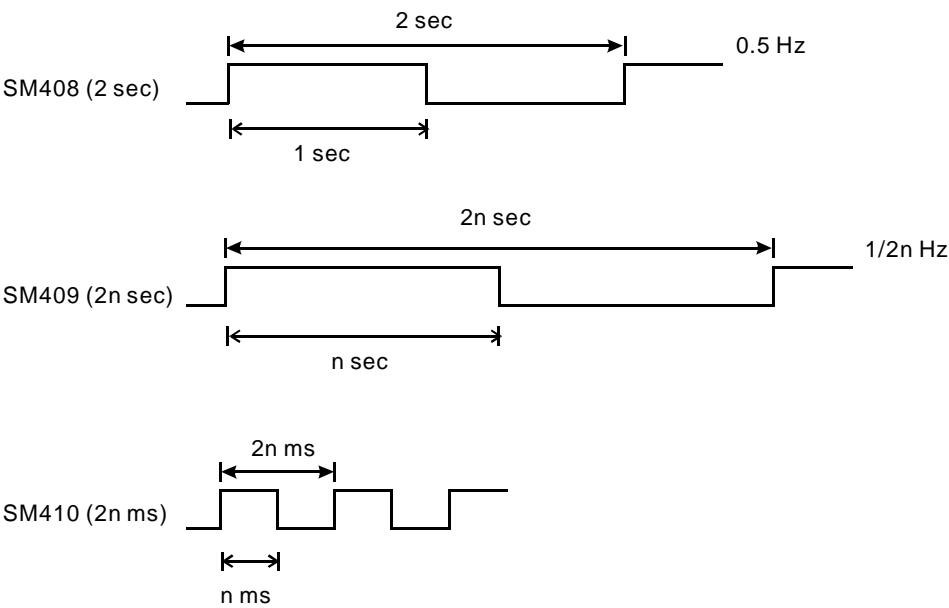 2 sec
0.5 Hz
SM408 (2 sec)
1 sec
2n sec
1/2n Hz
SM409 (2n sec)
n sec
2n ms
SM410 (2n ms)
n ms